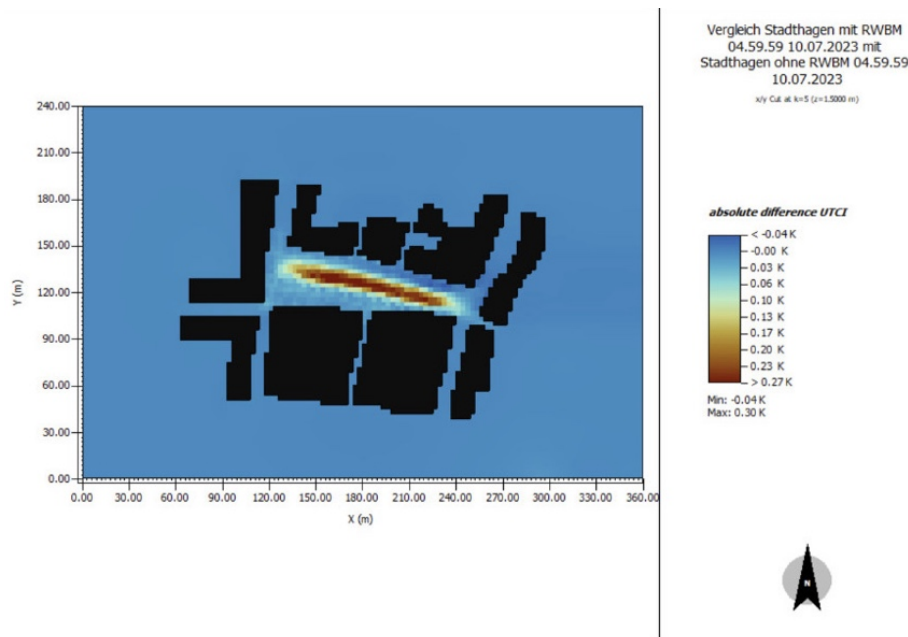 Vergleich Stadthagen mit RWBM
04.59.59 10.07.2023 mit
Stadthagen ohne RWBM 04.59.59
10.07.2023
x/y Cut at k=5 (z=1.5000 m)
absolute difference UTCI
< -0.04 K
-0.00 K
0.03 K
0.06 K
0.10 K
0.13 K
0.17 K
0.20 K
0.23 K
> 0.27 K
Min: -0.04 K
Max: 0.30 K
N
Y (m)
240.00
210.00
180.00
150.00
120.00
90.00
60.00
30.00
0.00
0.00 30.00 60.00 90.00 120.00 150.00 180.00 210.00 240.00 270.00 300.00 330.00 360.00
X (m)